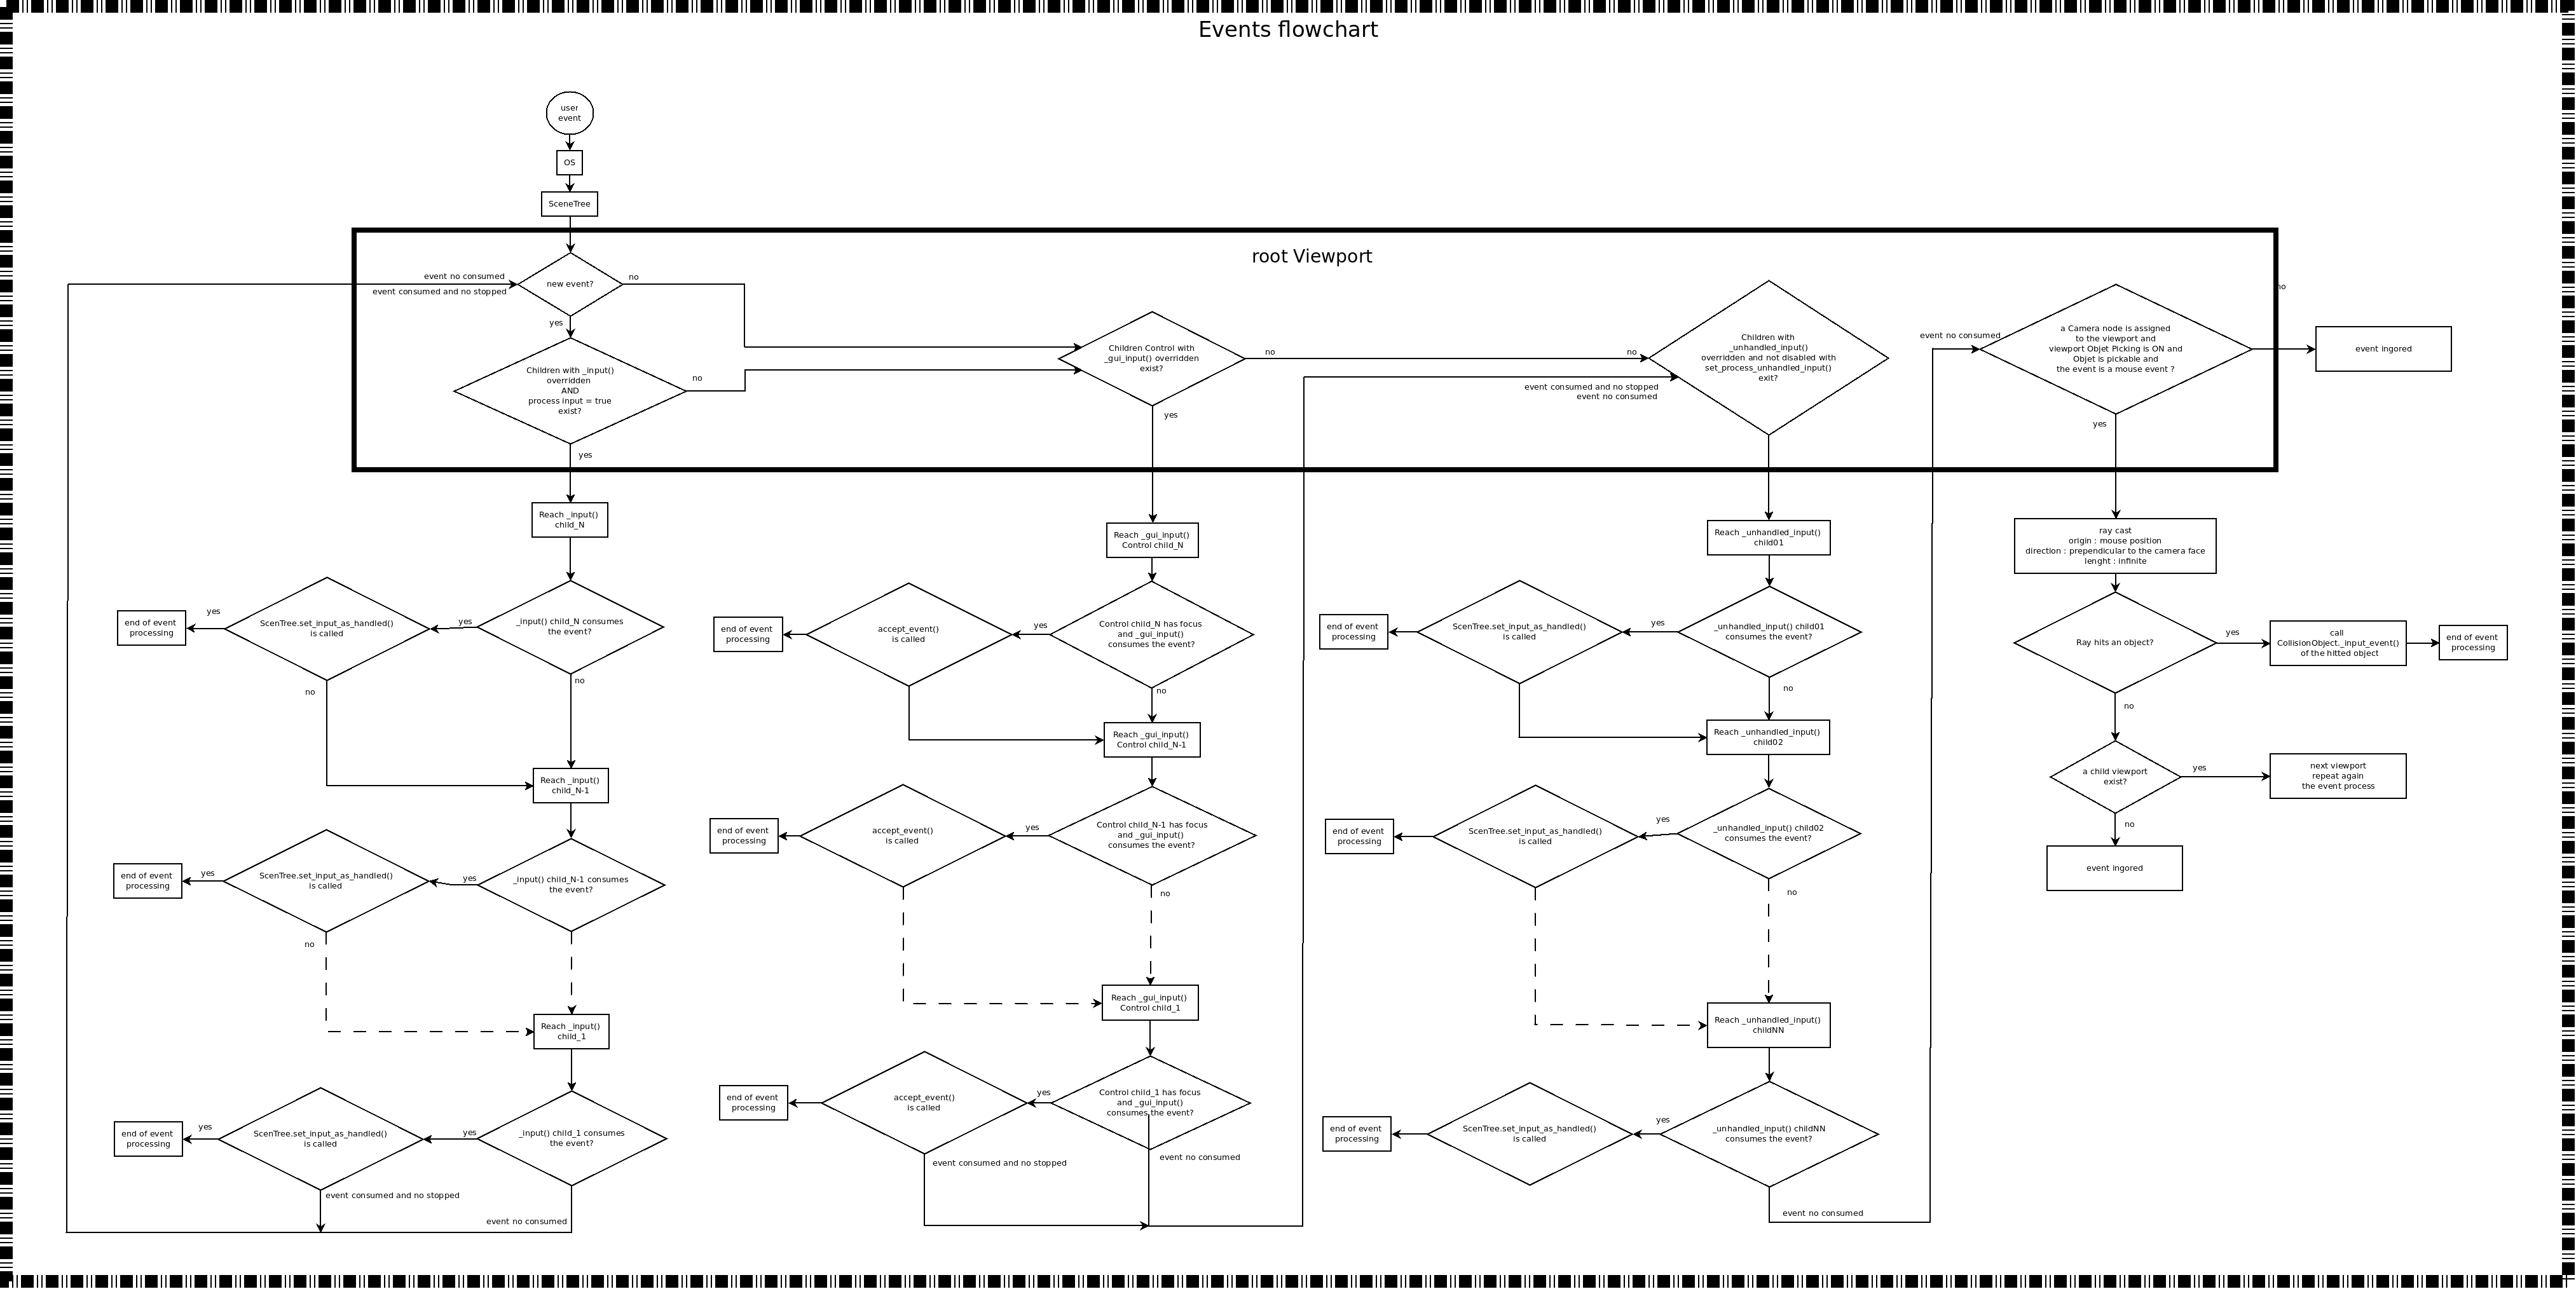 Events flowchart
user
event
OS
SceneTree
root Viewport
event no consumed
event consumed and no stopped
new event?
no
yes
Children with _input()
overridden
AND
process input = true
exist?
no
yes
Children Control with
_gui_input() overridden
exist?
no
yes
no
event consumed and no stopped
event no consumed
Children with
_unhandled_input()
overridden and not disabled with
set_process_unhandled_input()
exit?
event no consumed
a Camera node is assigned
to the viewport and
viewport Objet Picking is ON and
Objet is pickable and
the event is a mouse event ?
no
yes
event ingored
Reach _input()
child_N
_input() child_N consumes
the event?
yes
no
ScenTree.set_input_as_handled()
is called
yes
no
end of event
processing
Reach _input()
child_N-1
_input() child_N-1 consumes
the event?
yes
ScenTree.set_input_as_handled()
is called
yes
no
end of event
processing
Reach _input()
child_1
_input() child_1 consumes
the event?
yes
ScenTree.set_input_as_handled()
is called
yes
end of event
processing
event consumed and no stopped
event no consumed
Reach _gui_input()
Control child_N
Control child_N has focus
and _gui_input()
consumes the event?
yes
no
accept_event()
is called
end of event
processing
Reach _gui_input()
Control child_N-1
Control child_N-1 has focus
and _gui_input()
consumes the event?
yes
no
accept_event()
is called
end of event
processing
Reach _gui_input()
Control child_1
Control child_1 has focus
and _gui_input()
consumes the event?
yes
accept_event()
is called
end of event
processing
event consumed and no stopped
event no consumed
Reach _unhandled_input()
child01
_unhandled_input() child01
consumes the event?
yes
no
ScenTree.set_input_as_handled()
is called
end of event
processing
Reach _unhandled_input()
child02
_unhandled_input() child02
consumes the event?
yes
no
ScenTree.set_input_as_handled()
is called
end of event
processing
Reach _unhandled_input()
childNN
_unhandled_input() childNN
consumes the event?
yes
ScenTree.set_input_as_handled()
is called
end of event
processing
event no consumed
ray cast
origin : mouse position
direction : prependicular to the camera face
lenght : infinite
Ray hits an object?
yes
no
call
CollisionObject._input_event()
of the hitted object
end of event
processing
a child viewport
exist?
yes
no
next viewport
repeat again
the event process
event ingored